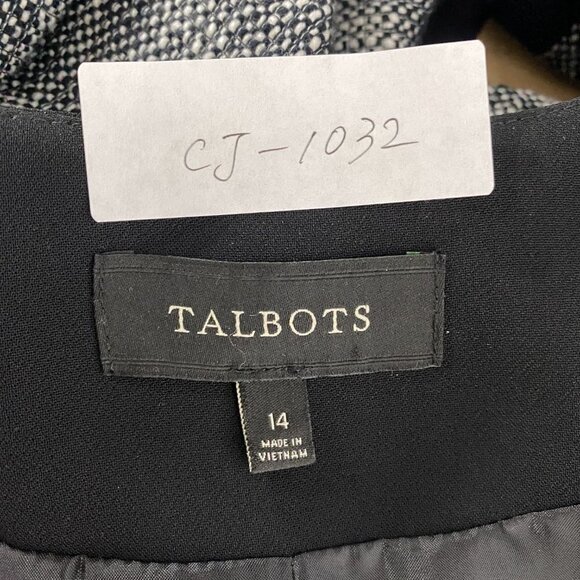 CJ-1032
TALBOTS
14
MADE IN
VIETNAM